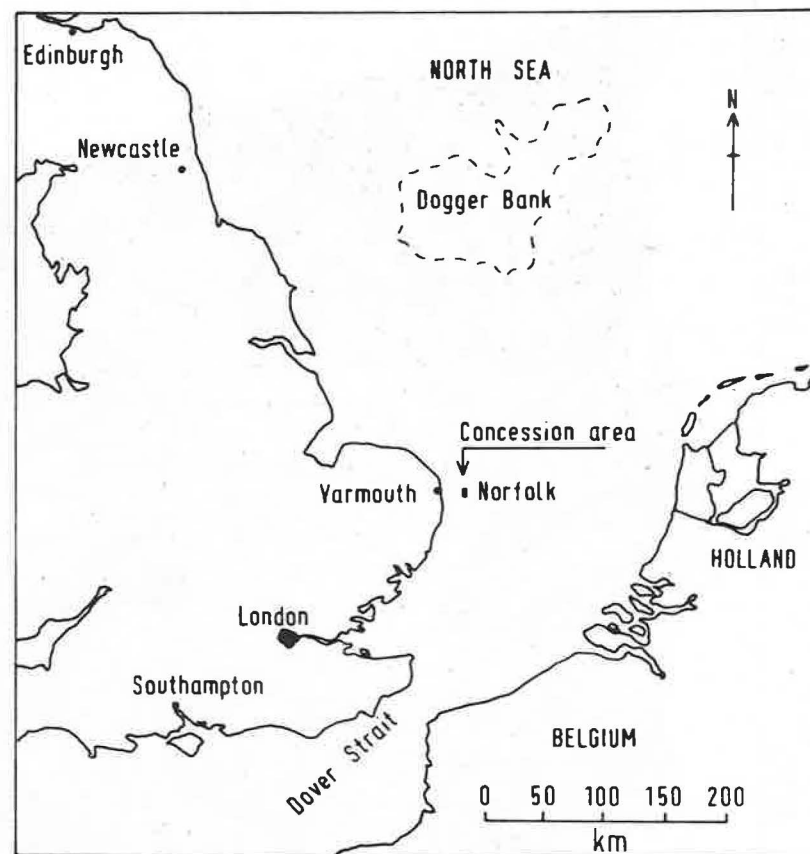 Edinburgh
NORTH SEA
N
Newcastle
Dogger Bank
Concession area
Yarmouth
Norfolk
HOLLAND
London
Southampton
Dover Strait
BELGIUM
0 50 100 150 200
km